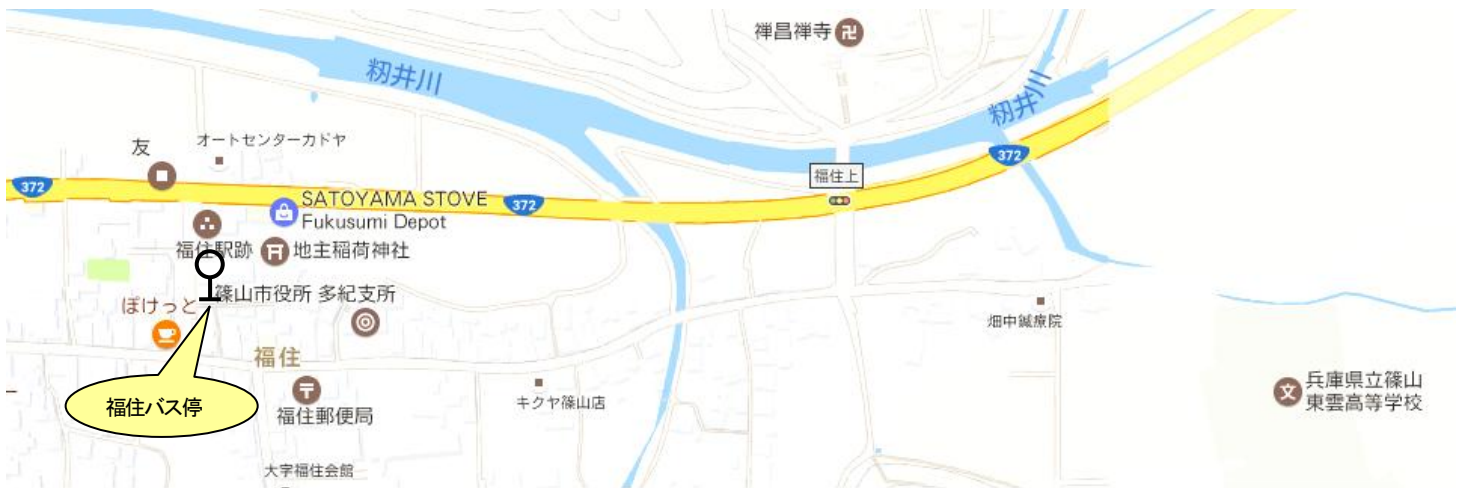 禅昌禅寺
籾井川
籾井川
オートセンターカドヤ
友
372
福住上
372
SATOYAMA STOVE
Fukusumi Depot
372
福住駅跡
地主稲荷神社
篠山市役所 多紀支所
ぽけっと
畑中鍼療院
福住
兵庫県立篠山
東雲高等学校
福住バス停
キクヤ篠山店
福住郵便局
大字福住会館